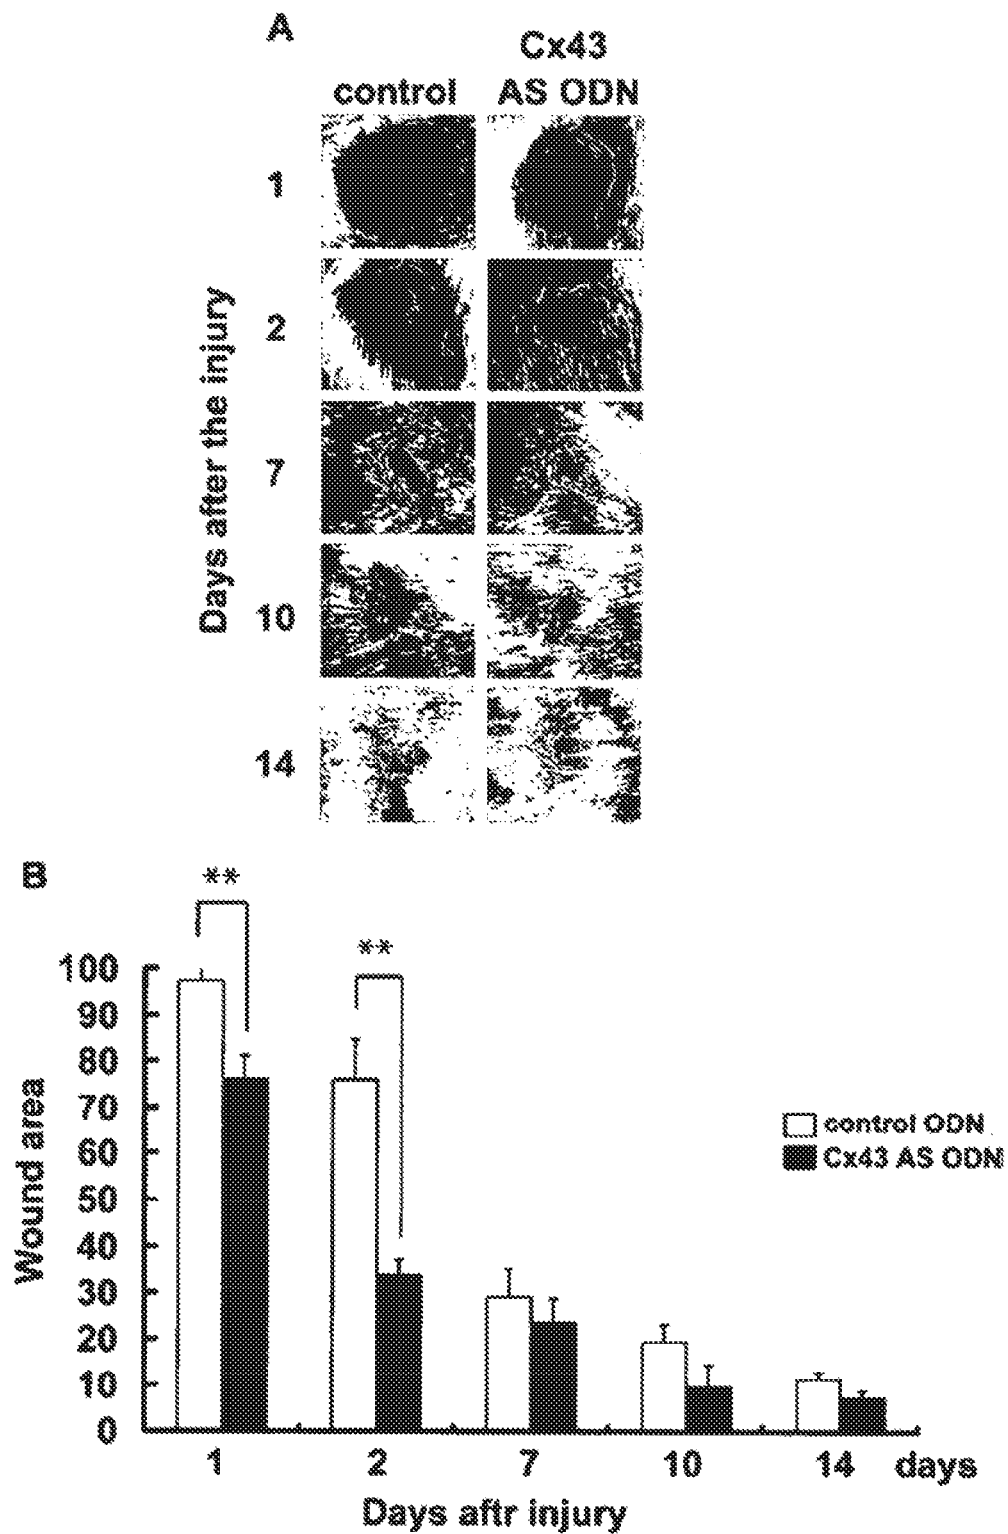 A
Cx43
control AS ODN
Days after the injury
1
2
7
10
14
B
**
**
Wound area
100
90
80
70
60
50
40
30
20
10
0
control ODN
Cx43 AS ODN
1 2 7 10 14 days
Days aftr injury